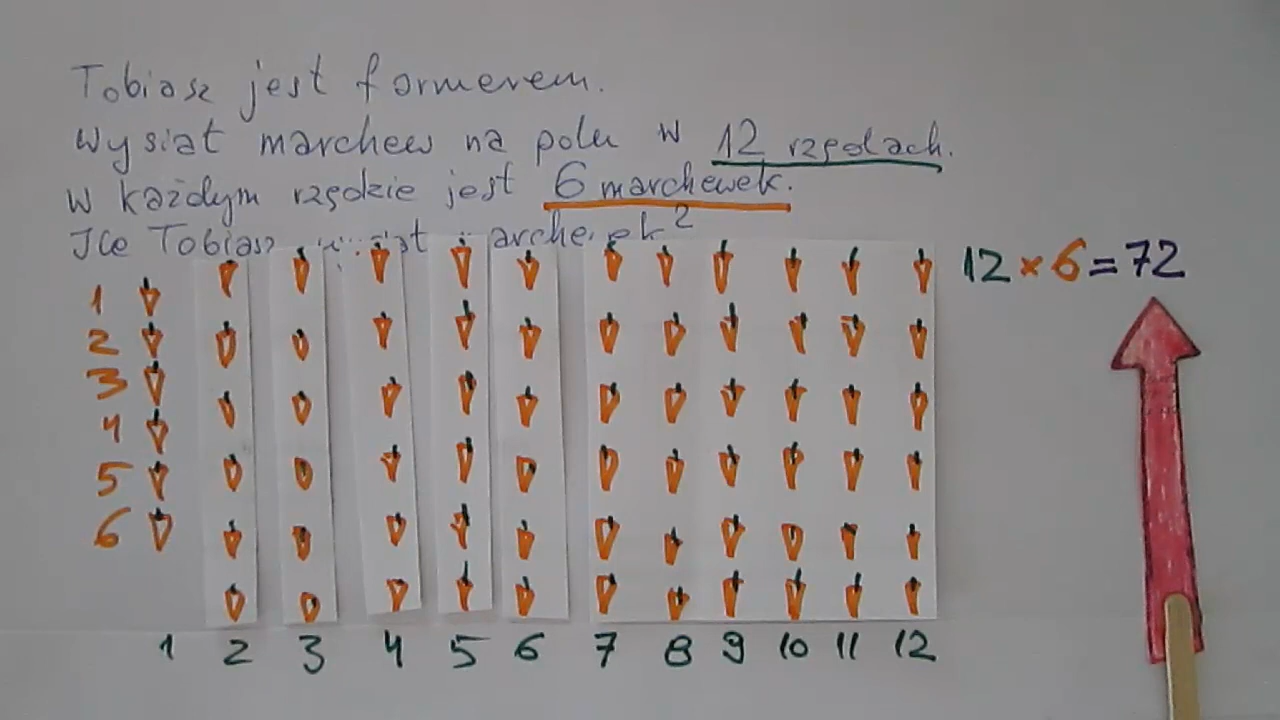 Tobiasz jest farmerem.
Wysiał marchew na polu w 12 rzędach.
W każdym rzędzie jest 6 marchewek.
Ile Tobiasz
12 × 6 = 72
1
2
3
4
5
6
1 2 3 4 5 6 7 8 9 10 11 12